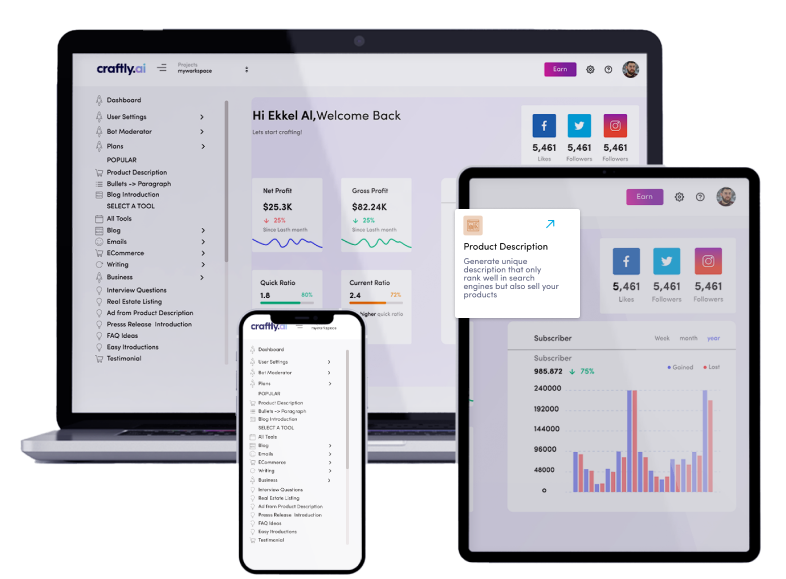 craftly.ai
Projects
myworkspace
Earn
Dashboard
User Settings
Bot Moderator
Plans
POPULAR
Product Description
Bullets -> Paragraph
Blog Introduction
SELECT A TOOL
All Tools
Blog
Emails
ECommerce
Writing
Business
Interview Questions
Real Estate Listing
Ad from Product Description
Presss Release Introduction
FAQ Ideas
Easy Itroductions
Testimonial
Hi Ekkel AI,Welcome Back
Lets start crafting!
5,461 5,461 5,461
Likes Followers Followers
Net Profit
$25.3K
25%
Since Lasth month
Gross Profit
$82.24K
25%
Since Last month
Quick Ratio
1.8 80%
Current Ratio
2.4 73%
higher quick ratio
craftly.ai
myworkspace
Dashboard
User Settings
Bot Moderator
Plans
POPULAR
Product Description
Bullets -> Paragraph
Blog Introduction
SELECT A TOOL
All Tools
Blog
Emails
ECommerce
Writing
Business
Interview Questions
Real Estate Listing
Ad from Product Description
Press Release Introduction
FAQ Ideas
Easy Itroductions
Testimonial
Earn
Product Description
Generate unique
description that only
rank well in search
engines but also sell your
products
5,461 5,461 5,461
Likes Followers Followers
Subscriber Week month year
Subscriber
985.872 75%
Gained Lost
240000
192000
144000
96000
48000
0